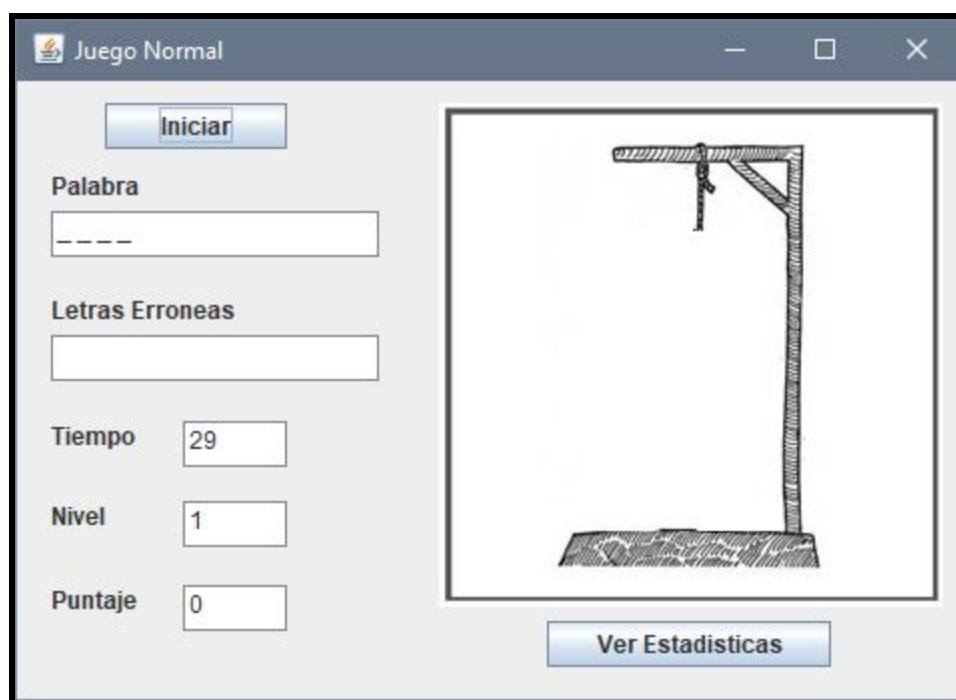 Juego Normal
Iniciar
Palabra
_ _ _ _
Letras Erroneas
Tiempo 29
Nivel 1
Puntaje 0
Ver Estadisticas